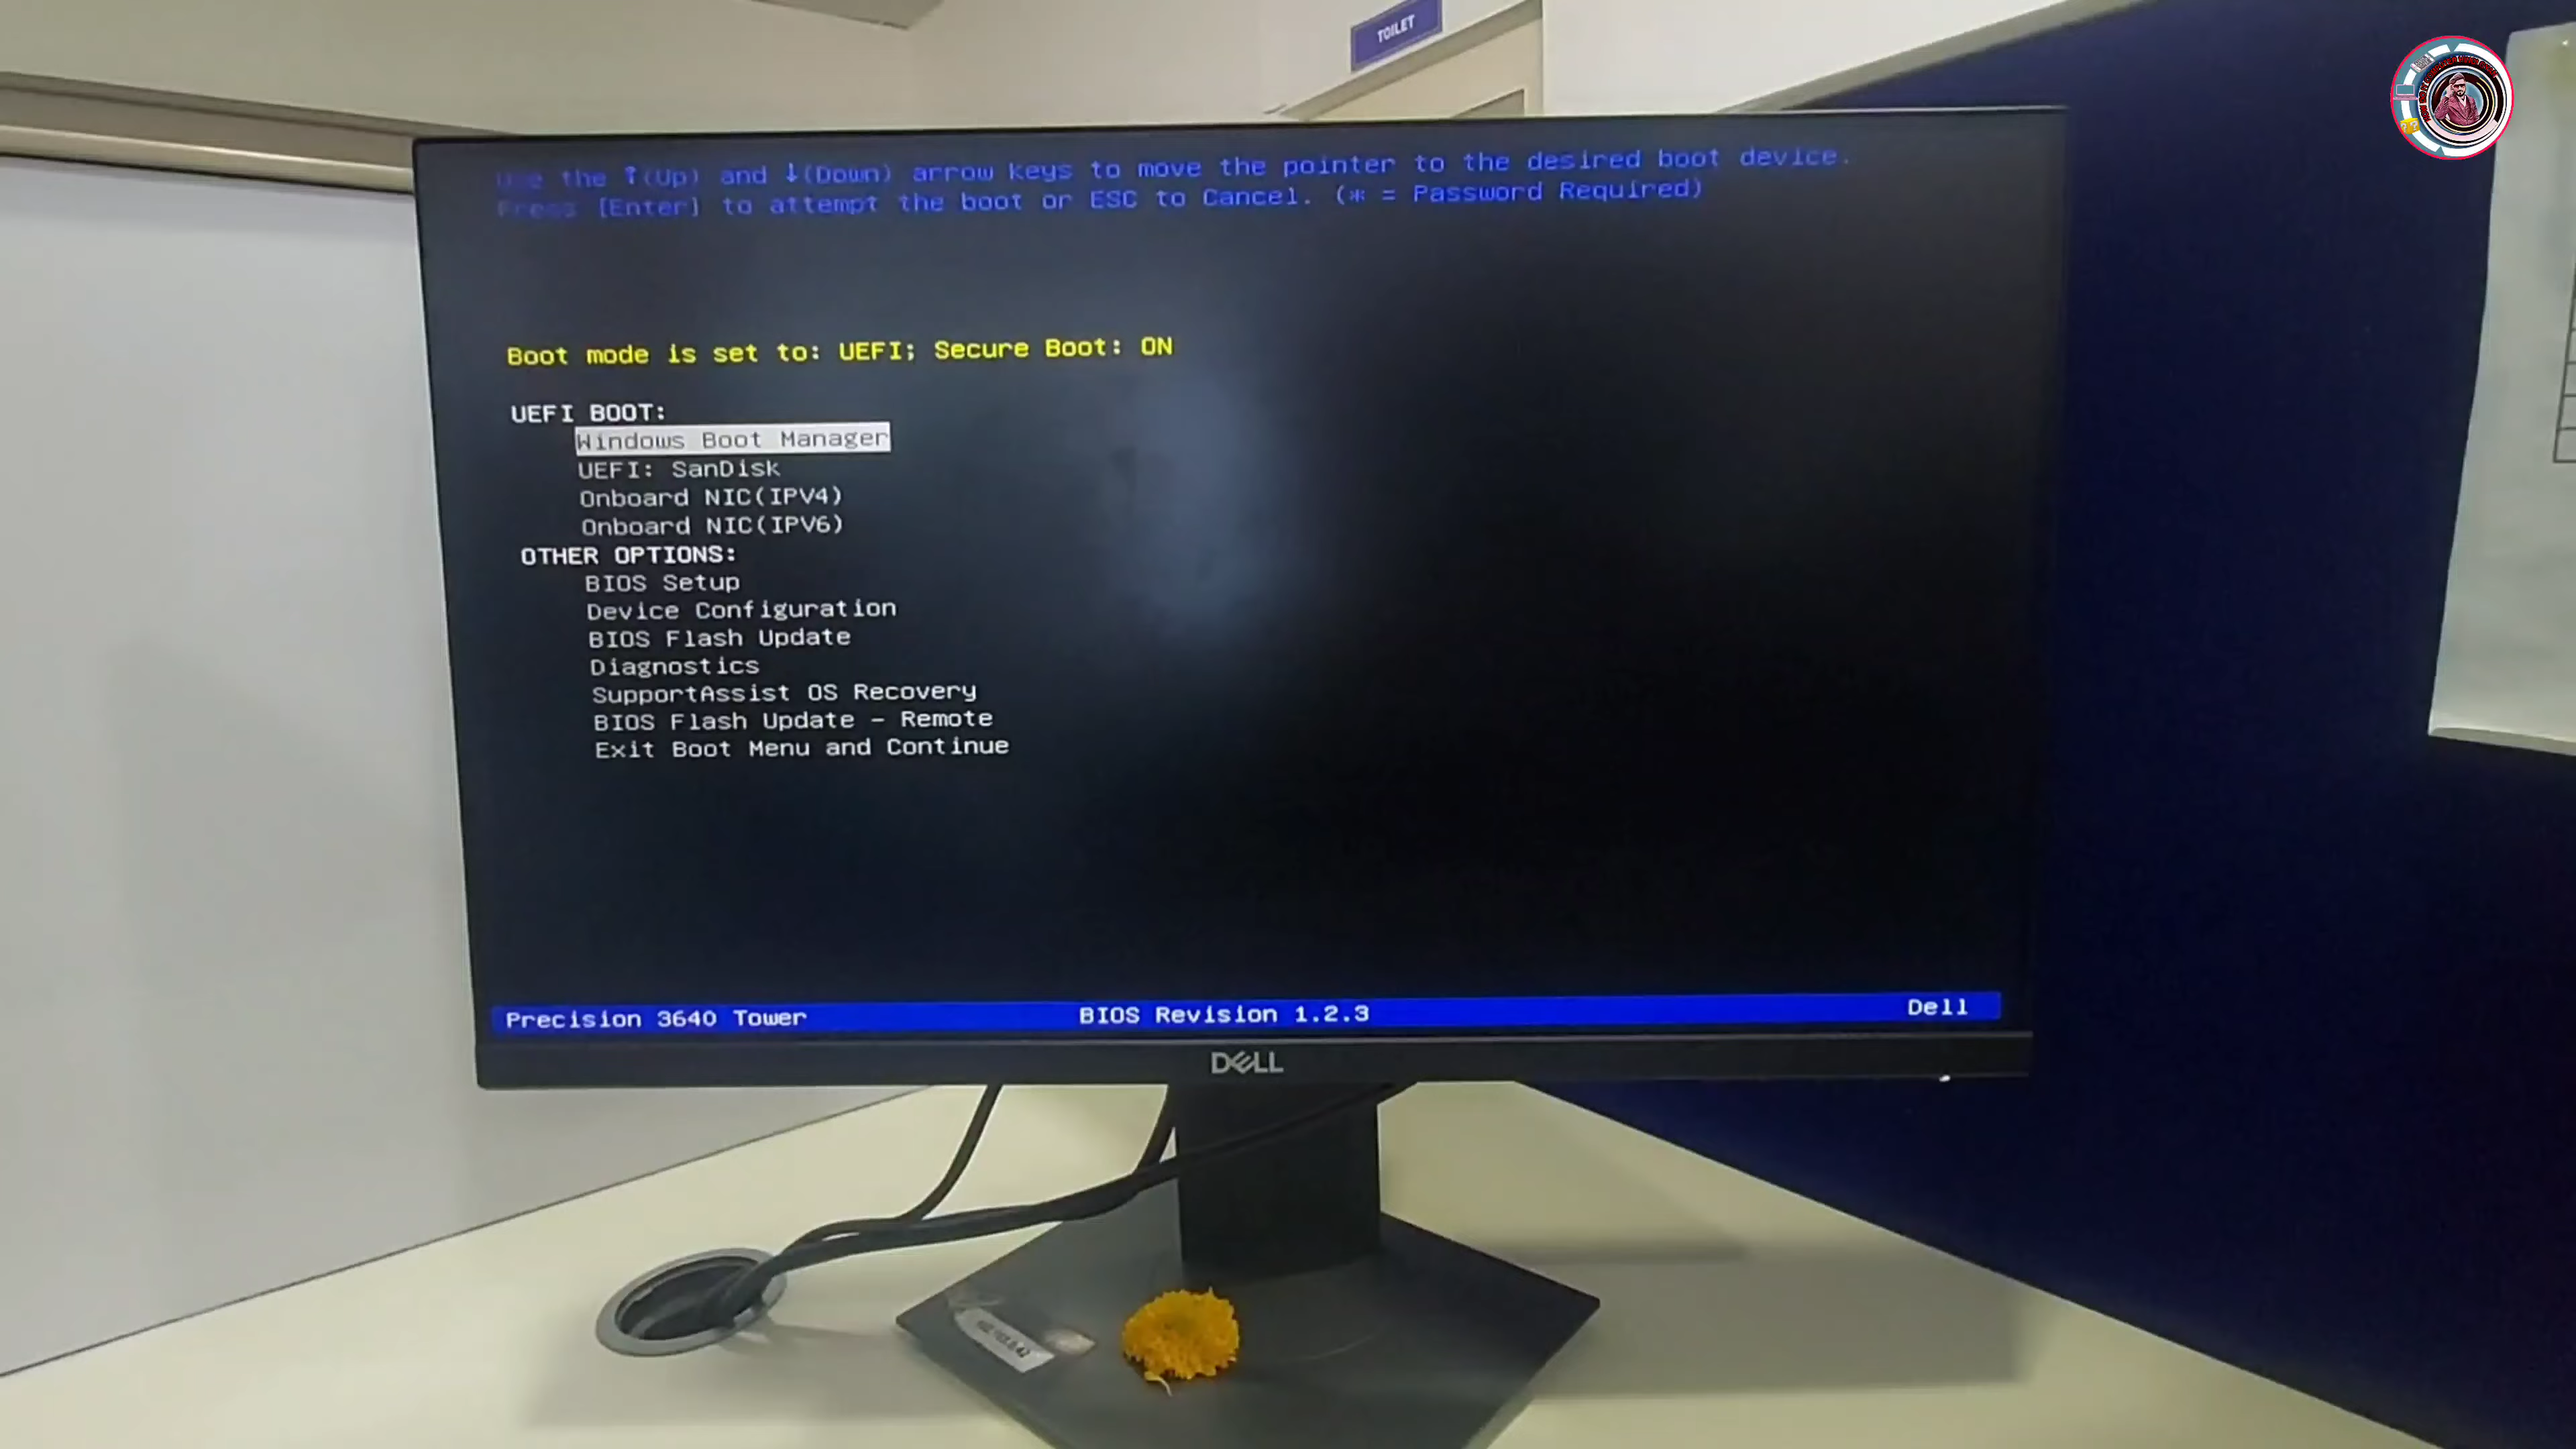 TOILET
Use the ↑(Up) and ↓(Down) arrow keys to move the pointer to the desired boot device.
Press [Enter] to attempt the boot or ESC to Cancel. (* = Password Required)
Boot mode is set to: UEFI; Secure Boot: ON
UEFI BOOT:
Windows Boot Manager
UEFI: SanDisk
Onboard NIC(IPV4)
Onboard NIC(IPV6)
OTHER OPTIONS:
BIOS Setup
Device Configuration
BIOS Flash Update
Diagnostics
SupportAssist OS Recovery
BIOS Flash Update - Remote
Exit Boot Menu and Continue
Precision 3640 Tower BIOS Revision 1.2.3 Dell
DELL